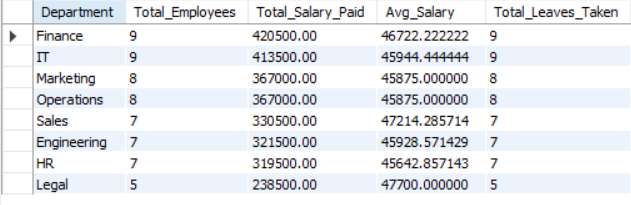 Department Total_Employees Total_Salary_Paid Avg_Salary Total_Leaves_Taken
Finance 9 420500.00 46722.222222 9
IT 9 413500.00 45944.444444 9
Marketing 8 367000.00 45875.000000 8
Operations 8 367000.00 45875.000000 8
Sales 7 330500.00 47214.285714 7
Engineering 7 321500.00 45928.571429 7
HR 7 319500.00 45642.857143 7
Legal 5 238500.00 47700.000000 5